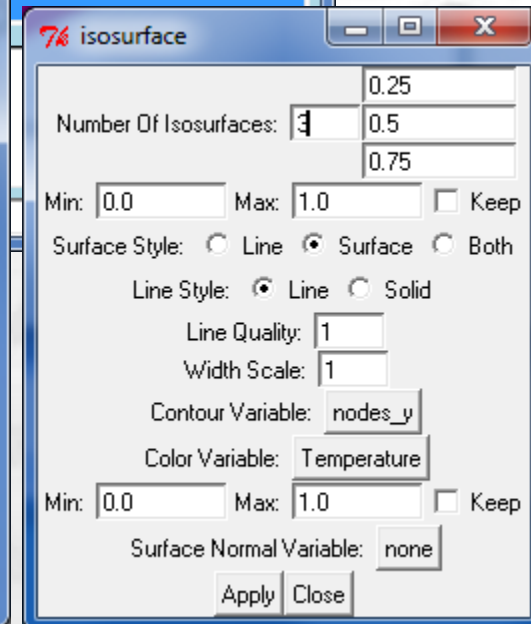 isosurface
0.25
Number Of Isosurfaces: 3 0.5
0.75
Min: 0.0 Max: 1.0 Keep
Surface Style: Line Surface Both
Line Style: Line Solid
Line Quality: 1
Width Scale: 1
Contour Variable: nodes_y
Color Variable: Temperature
Min: 0.0 Max: 1.0 Keep
Surface Normal Variable: none
Apply Close